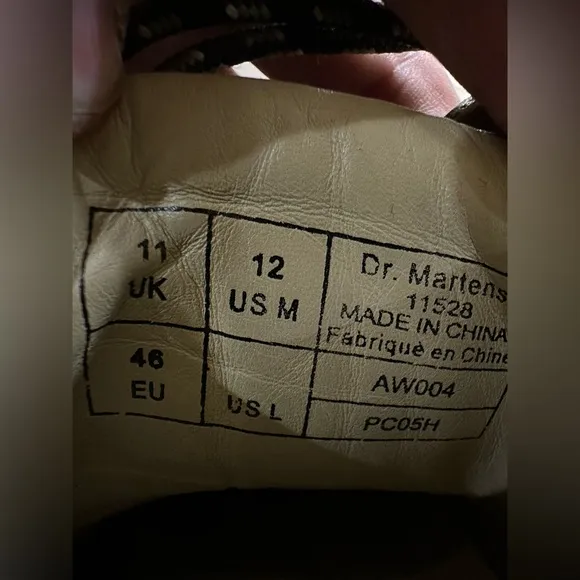 11
UK
12
US M
Dr. Martens
11528
MADE IN CHINA
Fabriqué en Chine
46
EU
US L
AW004
PC05H